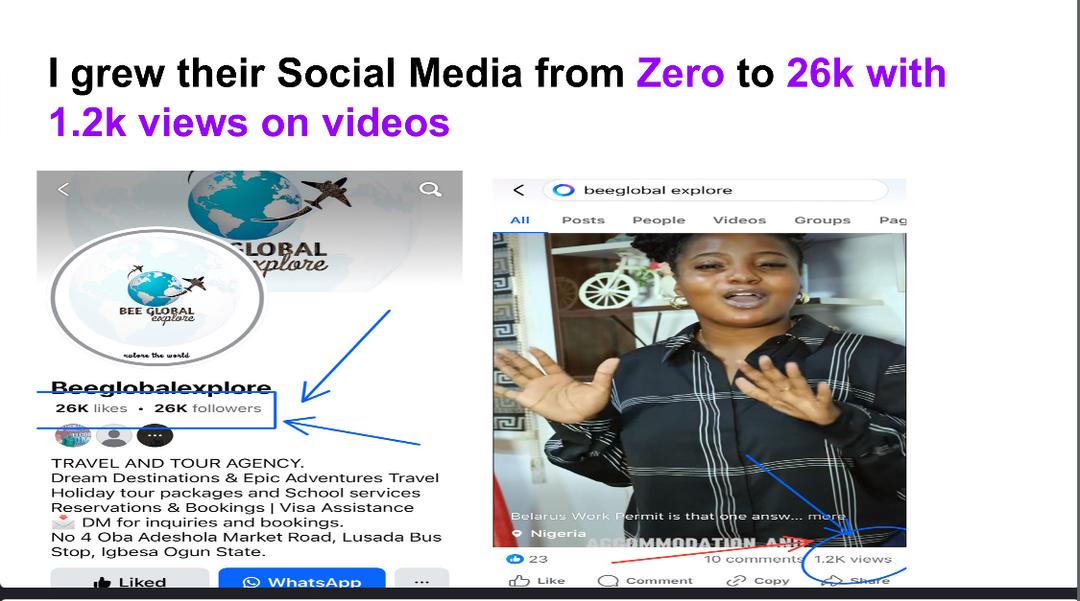 I grew their Social Media from Zero to 26k with
1.2k views on videos
GLOBAL
explore
BEE GLOBAL
explore
xplore the world
Beeglobalexplore
26K likes • 26K followers
TRAVEL AND TOUR AGENCY.
Dream Destinations & Epic Adventures Travel
Holiday tour packages and School services
Reservations & Bookings | Visa Assistance
📩 DM for inquiries and bookings.
No 4 Oba Adeshola Market Road, Lusada Bus
Stop, Igbesa Ogun State.
Liked
WhatsApp
...
beeglobal explore
All Posts People Videos Groups Pag
Belarus Work Permit is that one answ... more
Nigeria
ACCOMMODATION AND
23 10 comments 1.2K views
Like Comment Copy Share